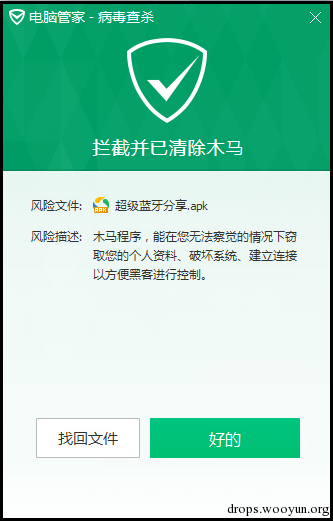 电脑管家 - 病毒查杀
拦截并已清除木马
风险文件: 超级蓝牙分享.apk
风险描述: 木马程序，能在您无法察觉的情况下窃
取您的个人资料、破坏系统、建立连接
以方便黑客进行控制。
找回文件 好的
drops.wooyun.org